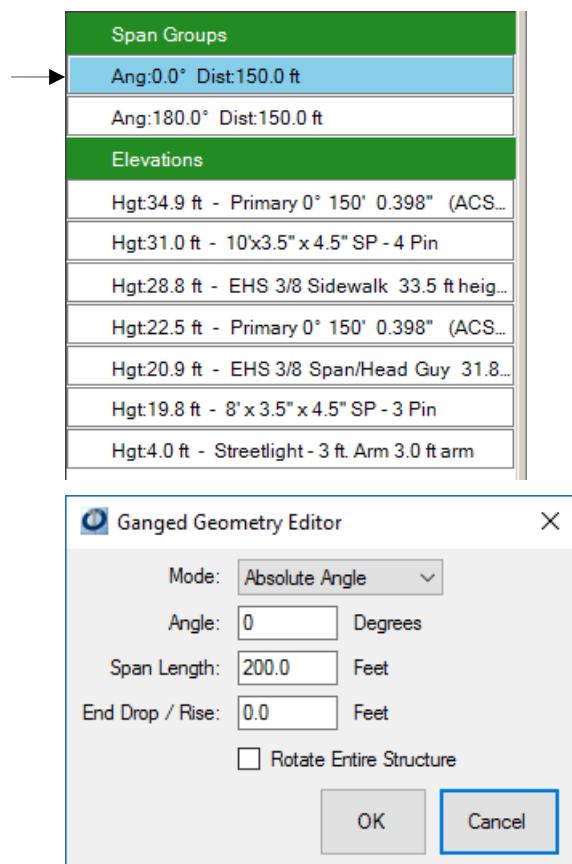 Span Groups
Ang:0.0° Dist:150.0 ft
Ang:180.0° Dist:150.0 ft
Elevations
Hgt:34.9 ft - Primary 0° 150' 0.398" (ACS...
Hgt:31.0 ft - 10'x3.5" x 4.5" SP - 4 Pin
Hgt:28.8 ft - EHS 3/8 Sidewalk 33.5 ft heig...
Hgt:22.5 ft - Primary 0° 150' 0.398" (ACS...
Hgt:20.9 ft - EHS 3/8 Span/Head Guy 31.8...
Hgt:19.8 ft - 8' x 3.5" x 4.5" SP - 3 Pin
Hgt:4.0 ft - Streetlight - 3 ft. Arm 3.0 ft arm
Ganged Geometry Editor
Mode: Absolute Angle
Angle: 0 Degrees
Span Length: 200.0 Feet
End Drop / Rise: 0.0 Feet
Rotate Entire Structure
OK Cancel